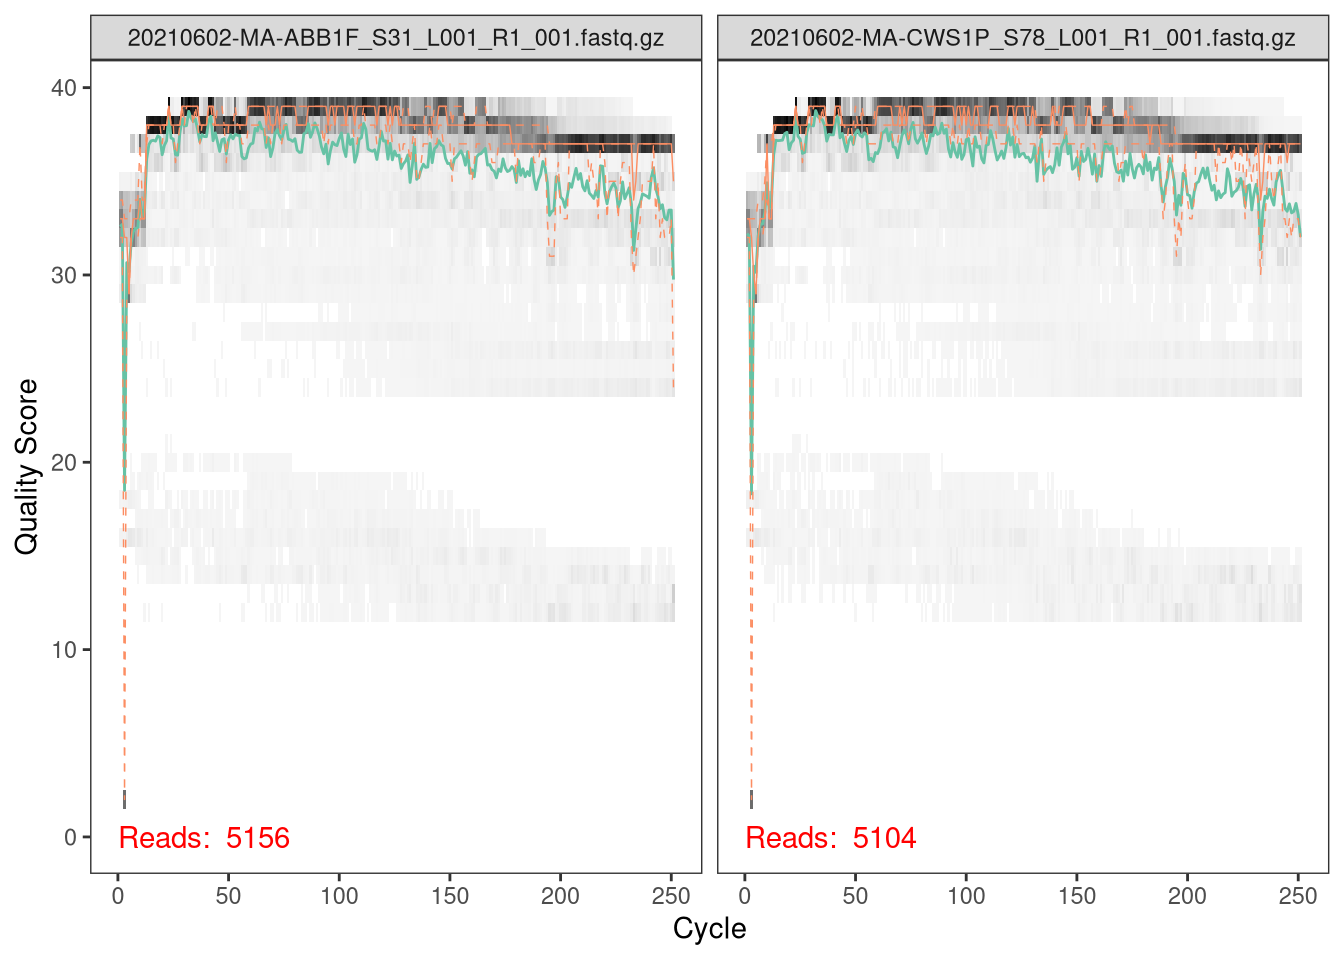 20210602-MA-ABB1F_S31_L001_R1_001.fastq.gz
20210602-MA-CWS1P_S78_L001_R1_001.fastq.gz
40
30
20
10
0
Quality Score
Reads: 5156
Reads: 5104
0 50 100 150 200 250
0 50 100 150 200 250
Cycle